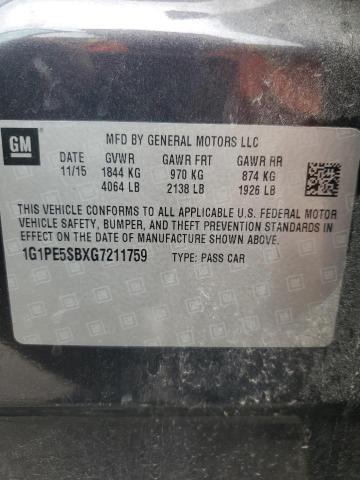 GM
MFD BY GENERAL MOTORS LLC
DATE GVWR GAWR FRT GAWR RR
11/15 1844 KG 970 KG 874 KG
4064 LB 2138 LB 1926 LB
THIS VEHICLE CONFORMS TO ALL APPLICABLE U.S. FEDERAL MOTOR
VEHICLE SAFETY, BUMPER, AND THEFT PREVENTION STANDARDS IN
EFFECT ON THE DATE OF MANUFACTURE SHOWN ABOVE.
1G1PE5SBXG7211759 TYPE: PASS CAR